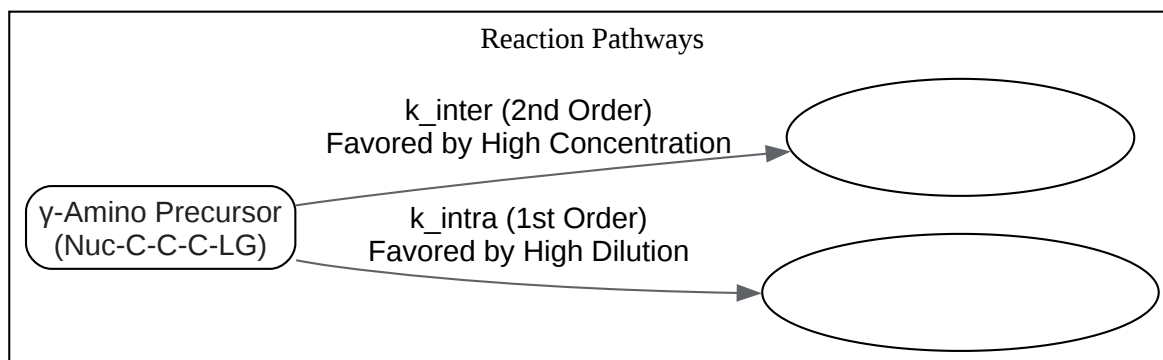 Reaction Pathways
k_inter (2nd Order)
Favored by High Concentration
γ-Amino Precursor
(Nuc-C-C-C-LG)
k_intra (1st Order)
Favored by High Dilution